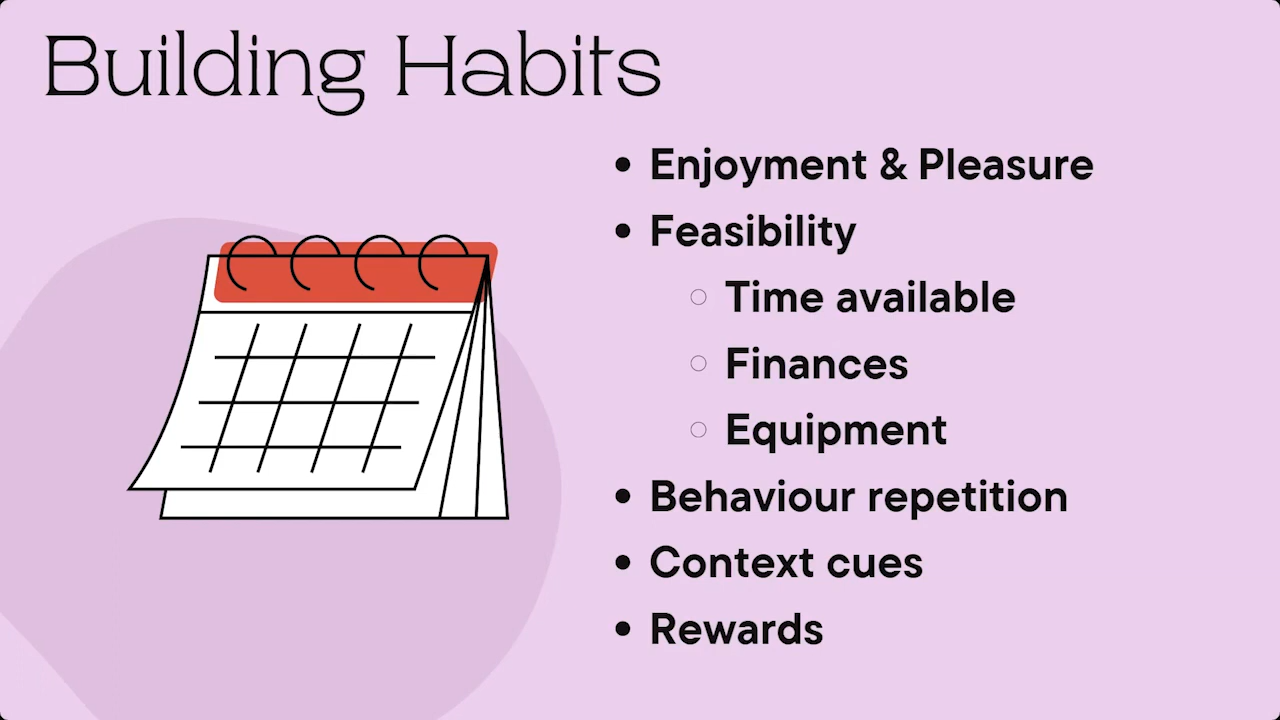 Building Habits
• Enjoyment & Pleasure
• Feasibility
○ Time available
○ Finances
○ Equipment
• Behaviour repetition
• Context cues
• Rewards